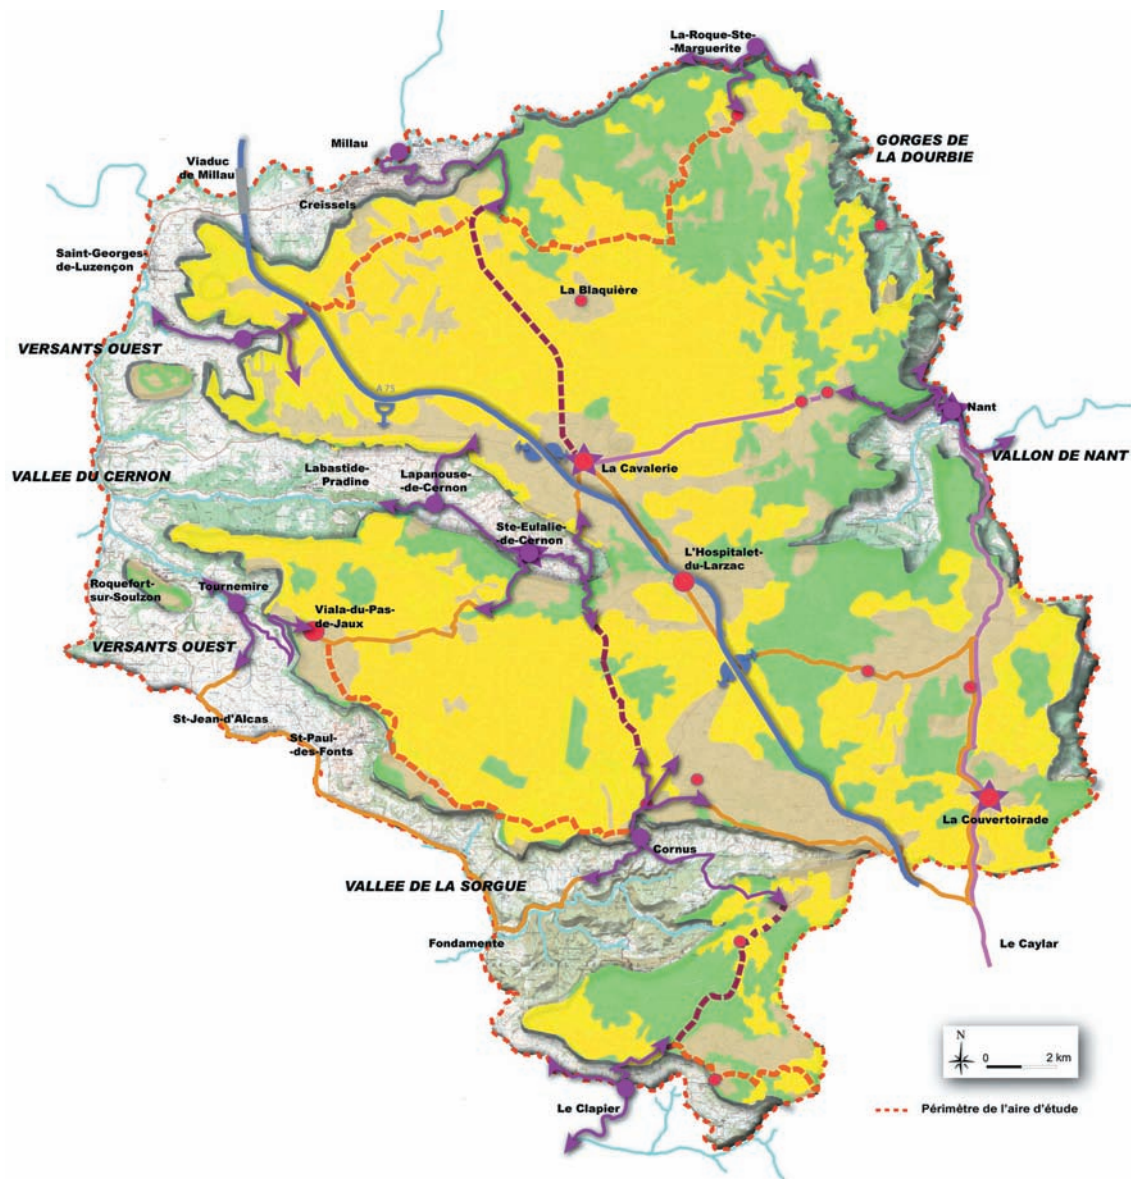 La-Roque-Ste-
-Marguerite
GORGES DE
LA DOURBIE
Millau
Viaduc
de Millau
Creissels
Saint-Georges-
de-Luzençon
La Blaquière
VERSANTS OUEST
A 75
Nant
VALLON DE NANT
La Cavalerie
VALLEE DU CERNON
Labastide-
Pradine
Lapanouse-
-de-Cernon
Ste-Eulalie-
-de-Cernon
L'Hospitalet-
du-Larzac
Roquefort-
sur-Soulzon
Tournemire
Viala-du-Pas-
de-Jaux
VERSANTS OUEST
St-Jean-d'Alcas
St-Paul-
-des-Fonts
La Couvertoirade
Cornus
VALLEE DE LA SORGUE
Fondamente
Le Caylar
N
0 2 km
Le Clapier
Périmètre de l'aire d'étude